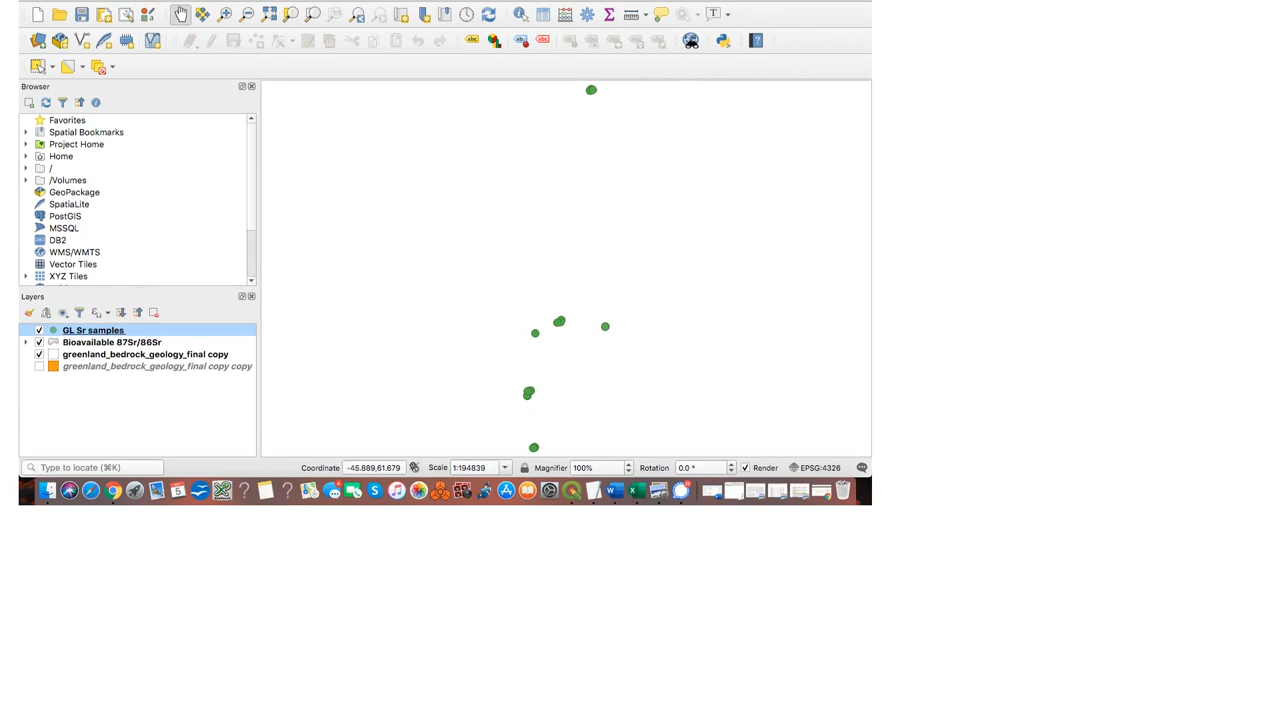 Browser
Favorites
Spatial Bookmarks
Project Home
Home
/
/Volumes
GeoPackage
SpatiaLite
PostGIS
MSSQL
DB2
WMS/WMTS
Vector Tiles
XYZ Tiles
Layers
GL Sr samples
Bioavailable 87Sr/86Sr
greenland_bedrock_geology_final copy
greenland_bedrock_geology_final copy copy
Type to locate (⌘K) Coordinate -45.889,61.679 Scale 1:194839 Magnifier 100% Rotation 0.0 ° Render EPSG:4326